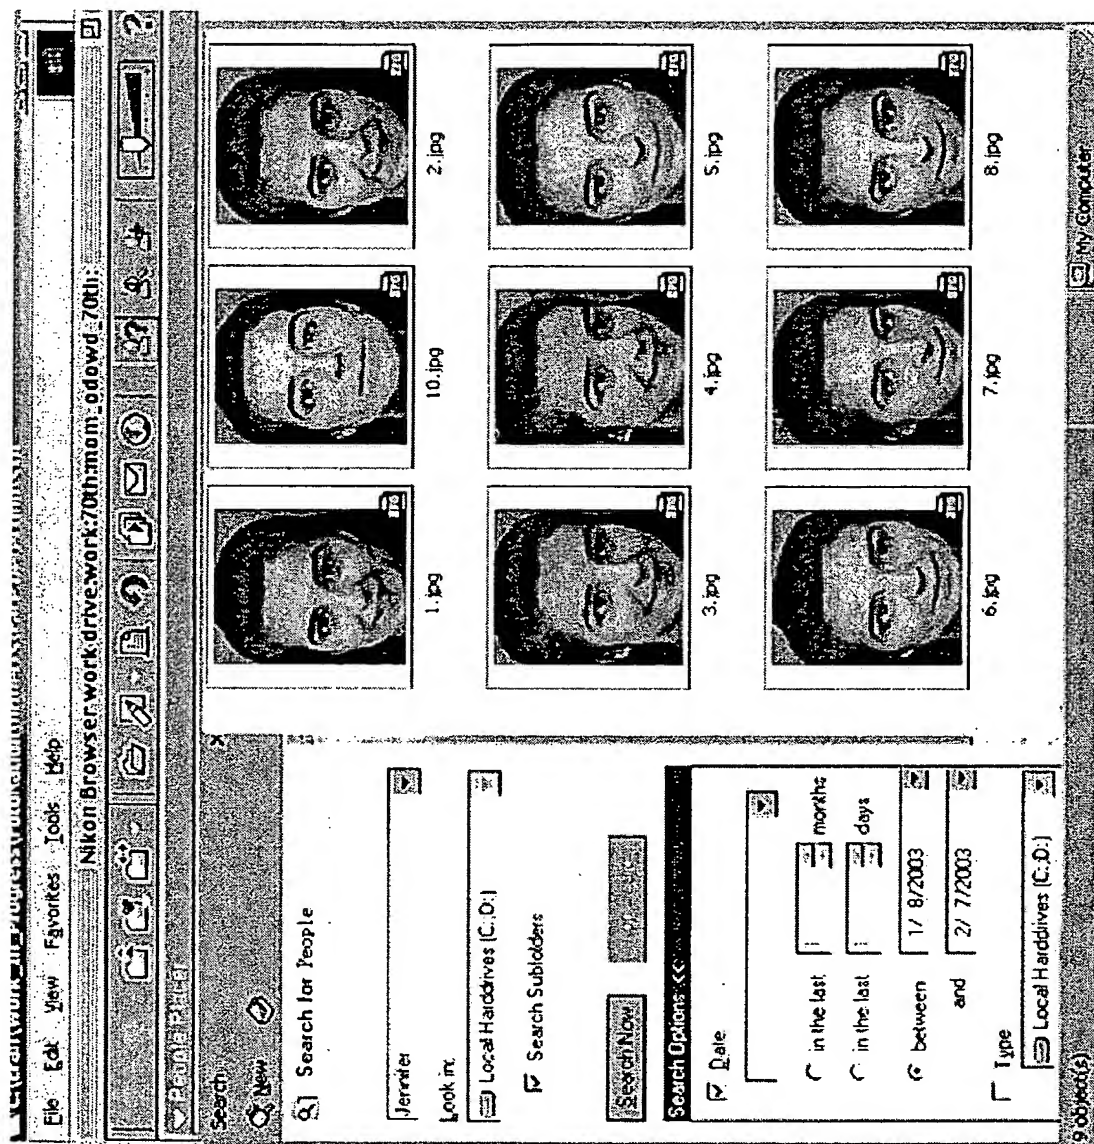 File Edit View Favorites Tools Help
Nikon Browser:work drive:work:70th:mom_odowd_70th:
Search
New
Search for People
Jennifer
Look in:
Local Harddrives (C:,D:)
Search Subfolders
Search Now
Search Options <<
Date
in the last months
in the last days
between 1/ 8/2003
and 2/ 7/2003
Type
Local Harddrives (C:,D:)
1.jpg 10.jpg 2.jpg
3.jpg 4.jpg 5.jpg
6.jpg 7.jpg 8.jpg
9 object(s) My Computer